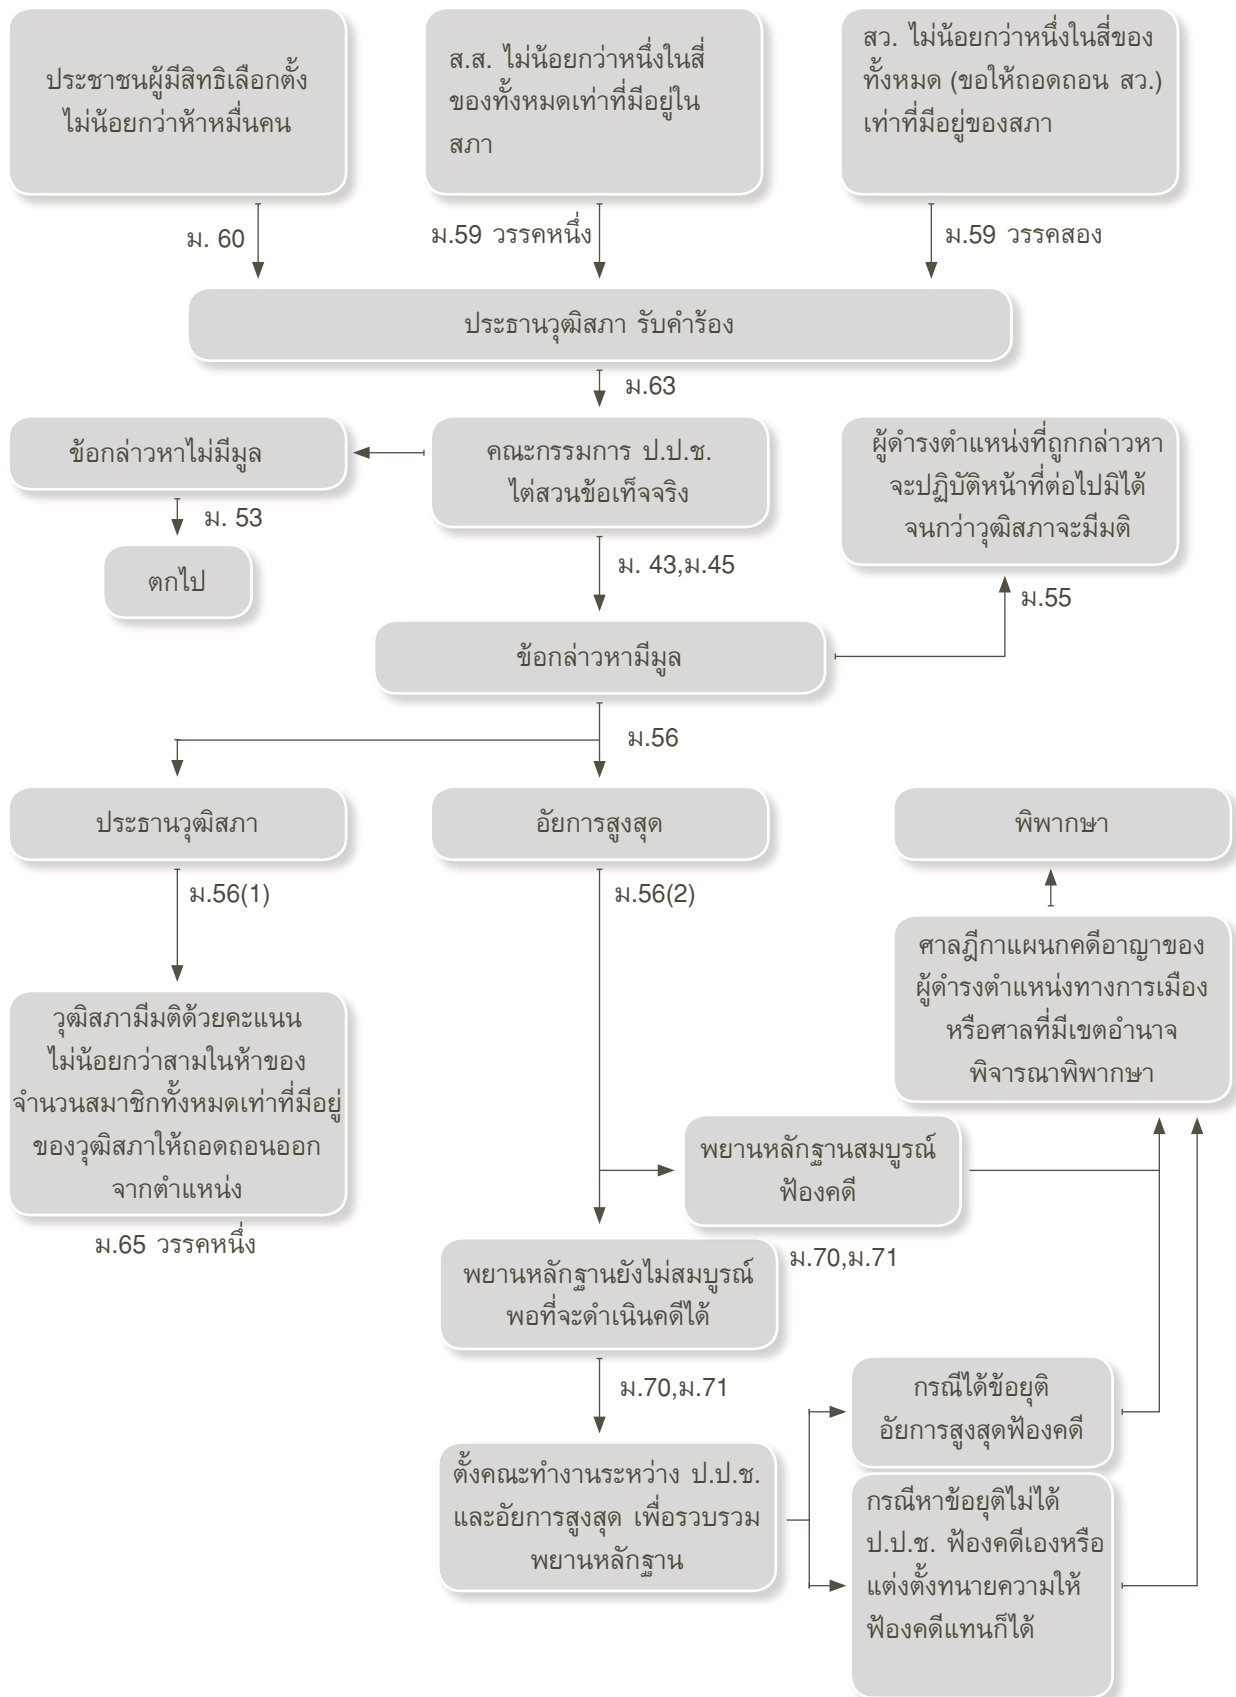 ประชาชนผู้มีสิทธิเลือกตั้ง
ไม่น้อยกว่าห้าหมื่นคน
ส.ส. ไม่น้อยกว่าหนึ่งในสี่
ของทั้งหมดเท่าที่มีอยู่ใน
สภา
สว. ไม่น้อยกว่าหนึ่งในสี่ของ
ทั้งหมด (ขอให้ถอดถอน สว.)
เท่าที่มีอยู่ของสภา
ม. 60
ม.59 วรรคหนึ่ง
ม.59 วรรคสอง
ประธานวุฒิสภา รับคำร้อง
ม.63
ข้อกล่าวหาไม่มีมูล
คณะกรรมการ ป.ป.ช.
ไต่สวนข้อเท็จจริง
ผู้ดำรงตำแหน่งที่ถูกกล่าวหา
จะปฏิบัติหน้าที่ต่อไปมิได้
จนกว่าวุฒิสภาจะมีมติ
ม. 53
ตกไป
ม. 43,ม.45
ม.55
ข้อกล่าวหามีมูล
ม.56
ประธานวุฒิสภา
อัยการสูงสุด
พิพากษา
ม.56(1)
ม.56(2)
ศาลฎีกาแผนกคดีอาญาของ
ผู้ดำรงตำแหน่งทางการเมือง
หรือศาลที่มีเขตอำนาจ
พิจารณาพิพากษา
วุฒิสภามีมติด้วยคะแนน
ไม่น้อยกว่าสามในห้าของ
จำนวนสมาชิกทั้งหมดเท่าที่มีอยู่
ของวุฒิสภาให้ถอดถอนออก
จากตำแหน่ง
ม.65 วรรคหนึ่ง
พยานหลักฐานสมบูรณ์
ฟ้องคดี
ม.70,ม.71
พยานหลักฐานยังไม่สมบูรณ์
พอที่จะดำเนินคดีได้
ม.70,ม.71
กรณีได้ข้อยุติ
อัยการสูงสุดฟ้องคดี
ตั้งคณะทำงานระหว่าง ป.ป.ช.
และอัยการสูงสุด เพื่อรวบรวม
พยานหลักฐาน
กรณีหาข้อยุติไม่ได้
ป.ป.ช. ฟ้องคดีเองหรือ
แต่งตั้งทนายความให้
ฟ้องคดีแทนก็ได้